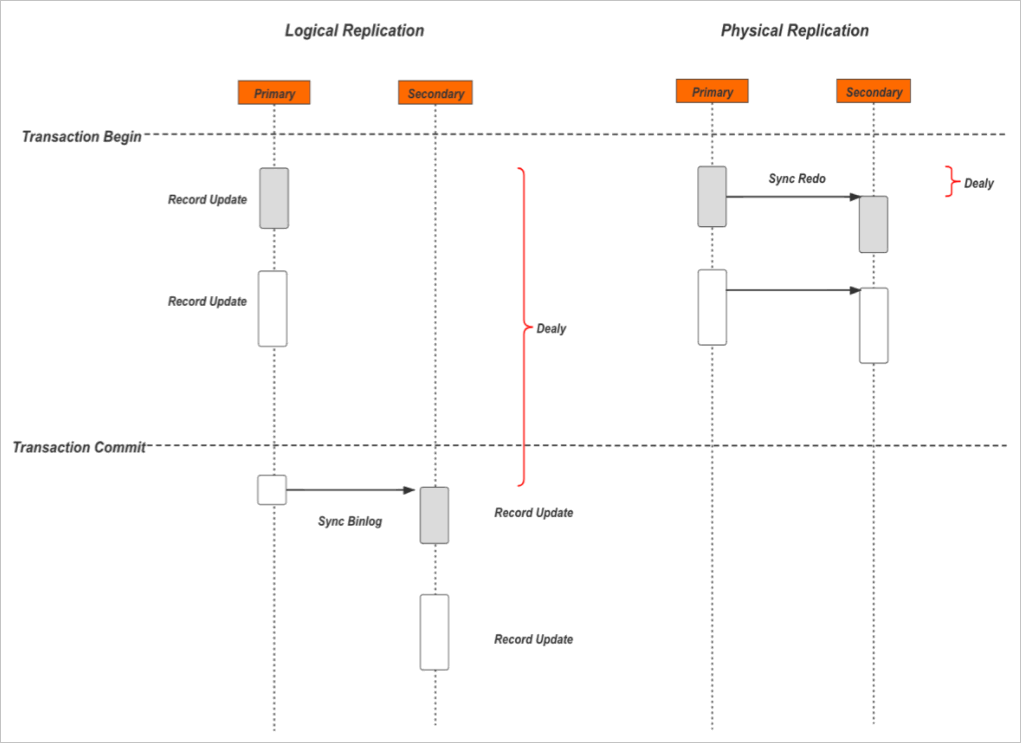 Logical Replication
Physical Replication
Primary
Secondary
Primary
Secondary
Transaction Begin
Record Update
Sync Redo
Dealy
Record Update
Dealy
Transaction Commit
Sync Binlog
Record Update
Record Update